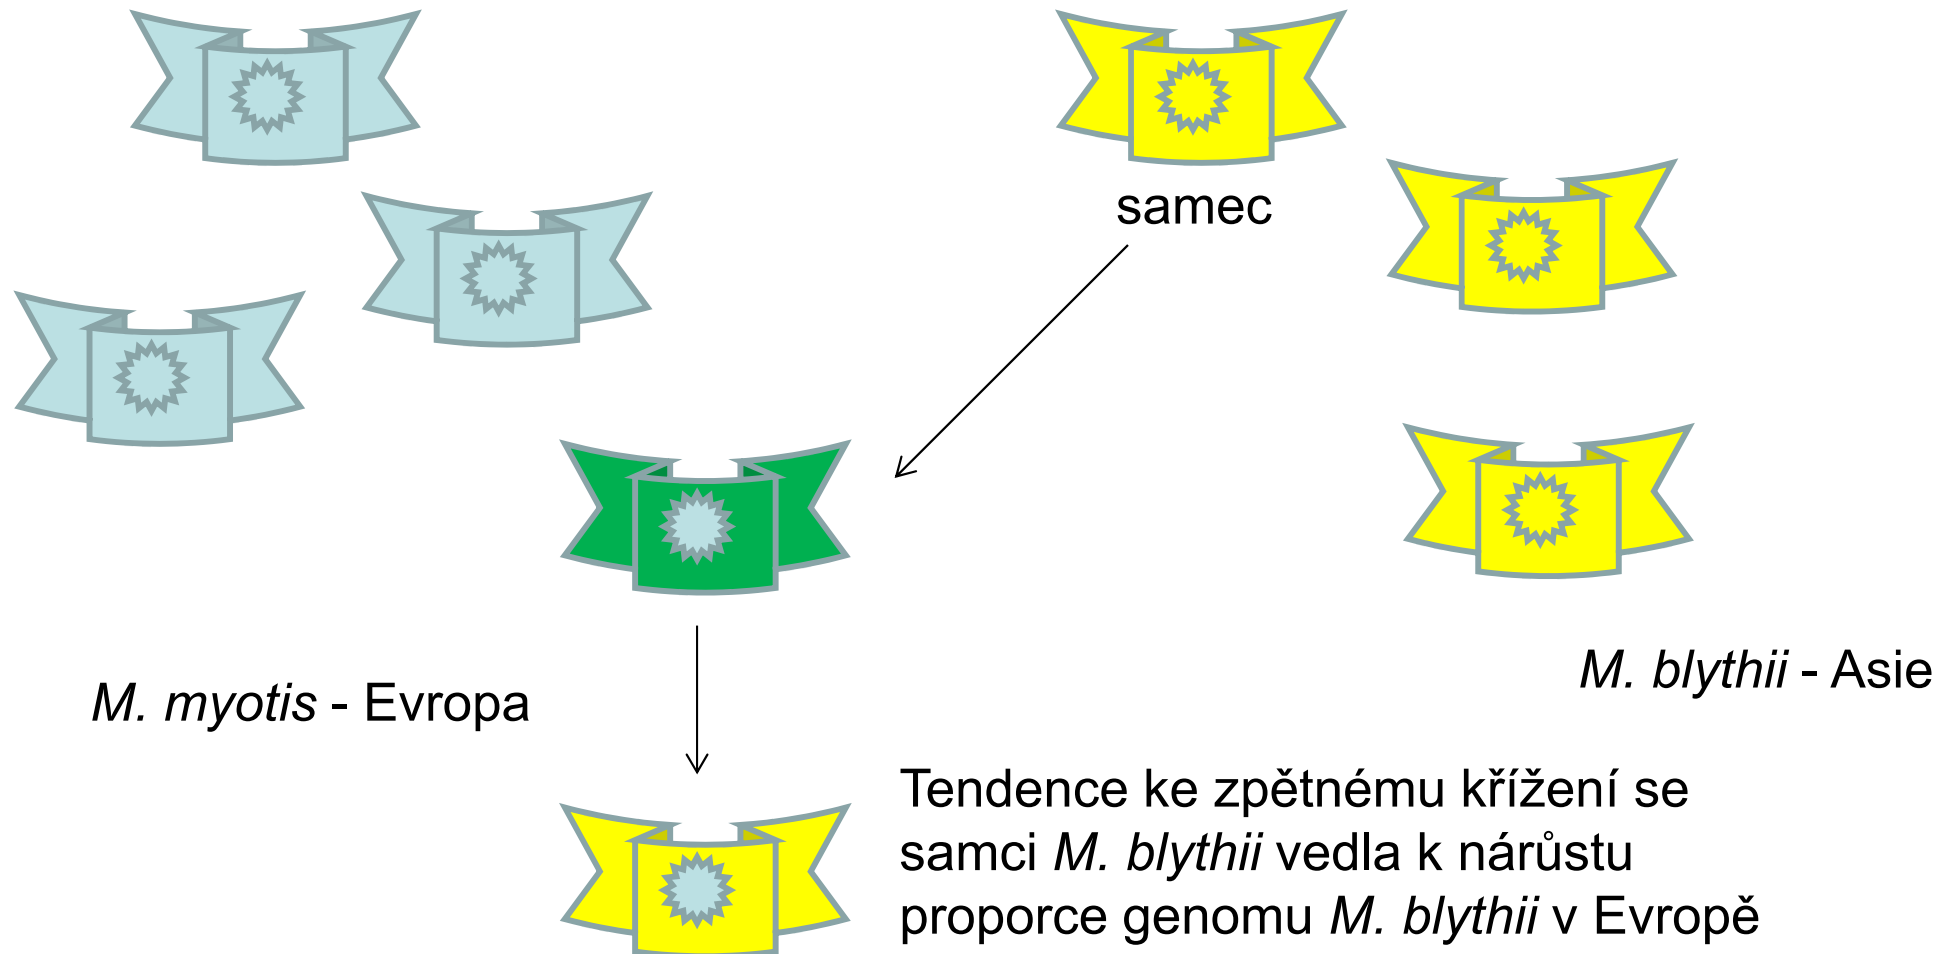 samec
M. blythii - Asie
M. myotis - Evropa
Tendence ke zpětnému křížení se
samci M. blythii vedla k nárůstu
proporce genomu M. blythii v Evropě